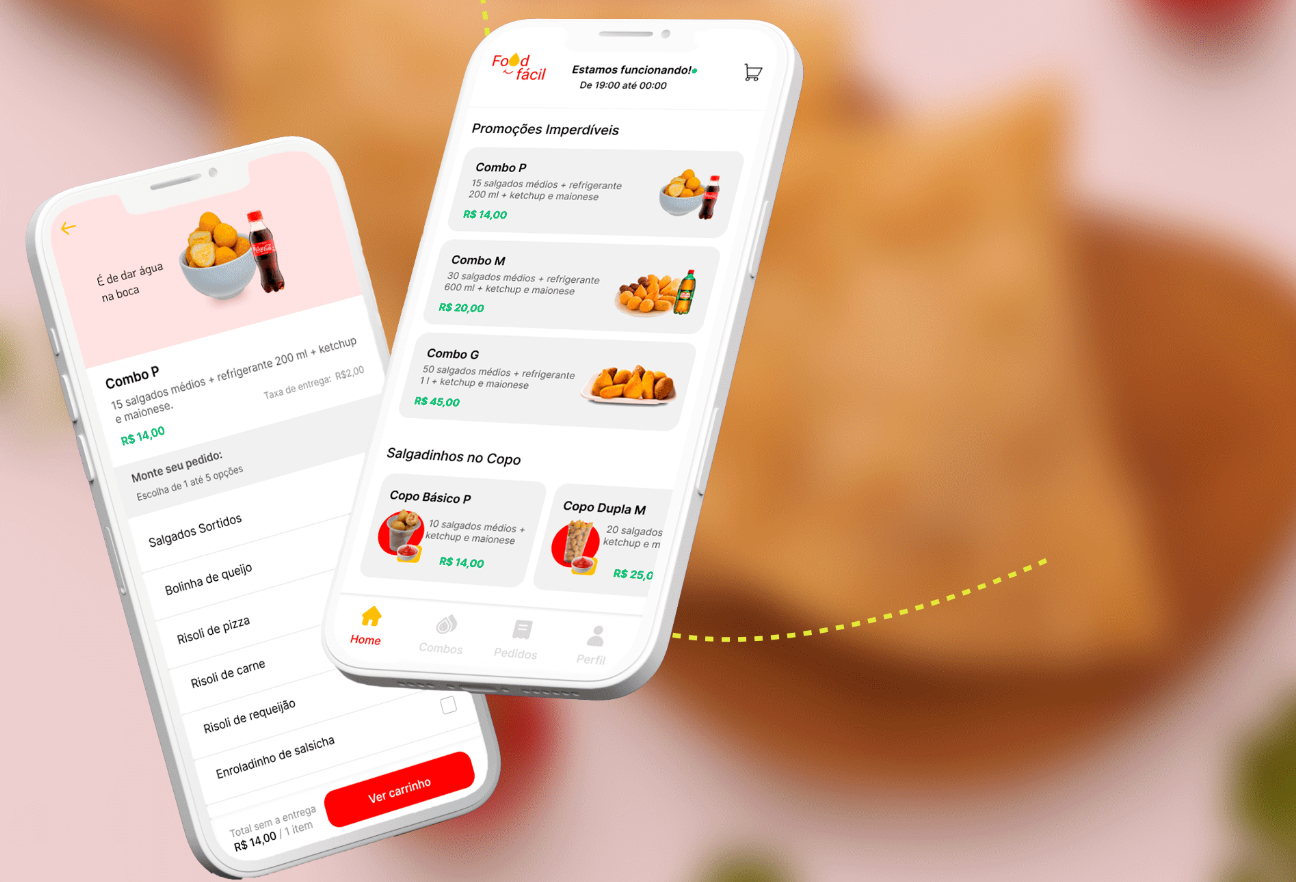 É de dar água
na boca
Combo P
15 salgados médios + refrigerante 200 ml + ketchup
e maionese.
Taxa de entrega: R$2,00
R$ 14,00
Monte seu pedido:
Escolha de 1 até 5 opções
Salgados Sortidos
Bolinha de queijo
Risoli de pizza
Risoli de carne
Risoli de requeijão
Enroladinho de salsicha
Total sem a entrega
R$ 14,00 / 1 item
Ver carrinho
Food
fácil
Estamos funcionando!
De 19:00 até 00:00
Promoções Imperdíveis
Combo P
15 salgados médios + refrigerante
200 ml + ketchup e maionese
R$ 14,00
Combo M
30 salgados médios + refrigerante
600 ml + ketchup e maionese
R$ 20,00
Combo G
50 salgados médios + refrigerante
1 l + ketchup e maionese
R$ 45,00
Salgadinhos no Copo
Copo Básico P
10 salgados médios +
ketchup e maionese
R$ 14,00
Copo Dupla M
20 salgados
ketchup e m
R$ 25,0
Home
Combos
Pedidos
Perfil